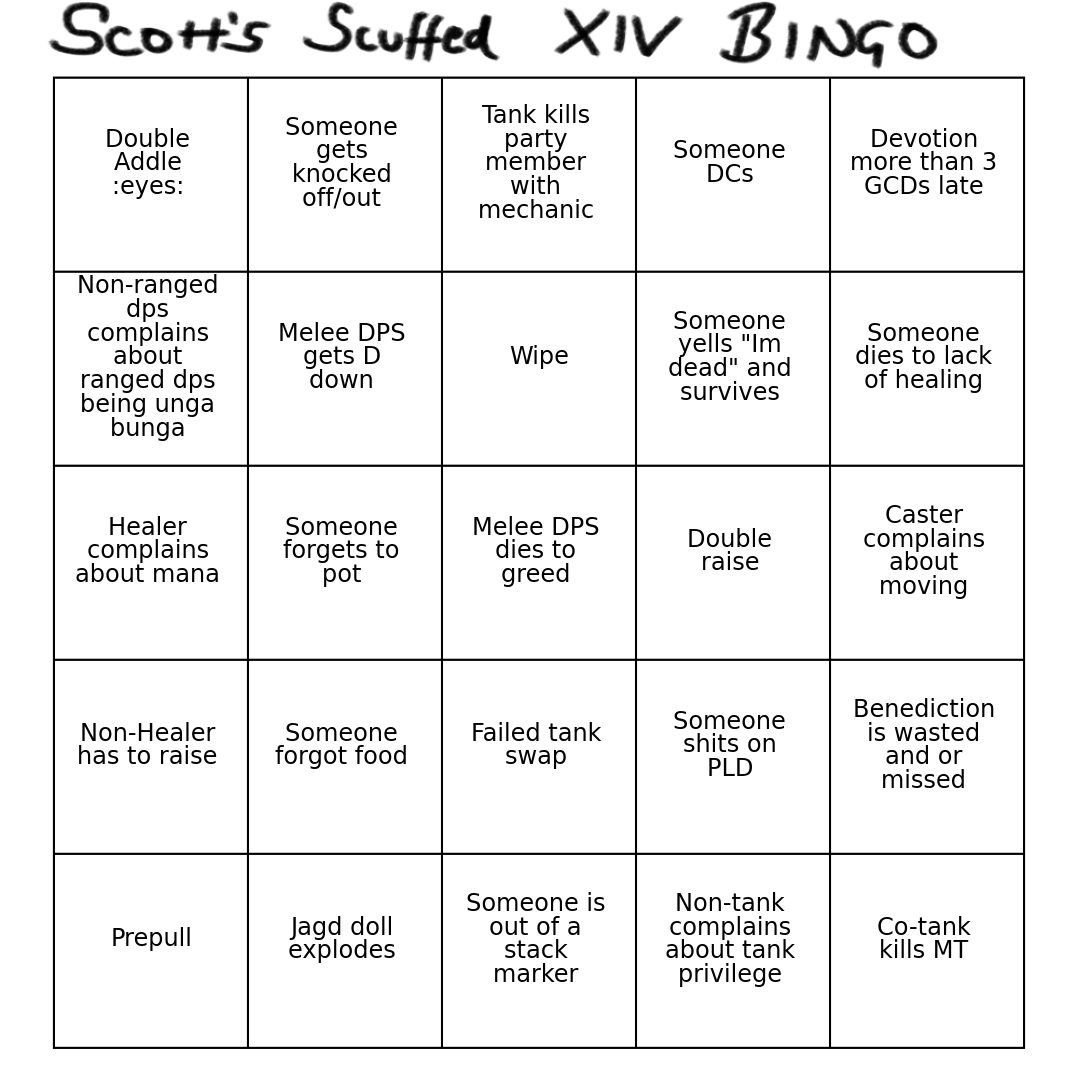 Scott's Scuffed XIV BINGO
Double
Addle
:eyes:
Someone
gets
knocked
off/out
Tank kills
party
member
with
mechanic
Someone
DCs
Devotion
more than 3
GCDs late
Non-ranged
dps
complains
about
ranged dps
being unga
bunga
Melee DPS
gets D
down
Wipe
Someone
yells "Im
dead" and
survives
Someone
dies to lack
of healing
Healer
complains
about mana
Someone
forgets to
pot
Melee DPS
dies to
greed
Double
raise
Caster
complains
about
moving
Non-Healer
has to raise
Someone
forgot food
Failed tank
swap
Someone
shits on
PLD
Benediction
is wasted
and or
missed
Prepull
Jagd doll
explodes
Someone is
out of a
stack
marker
Non-tank
complains
about tank
privilege
Co-tank
kills MT